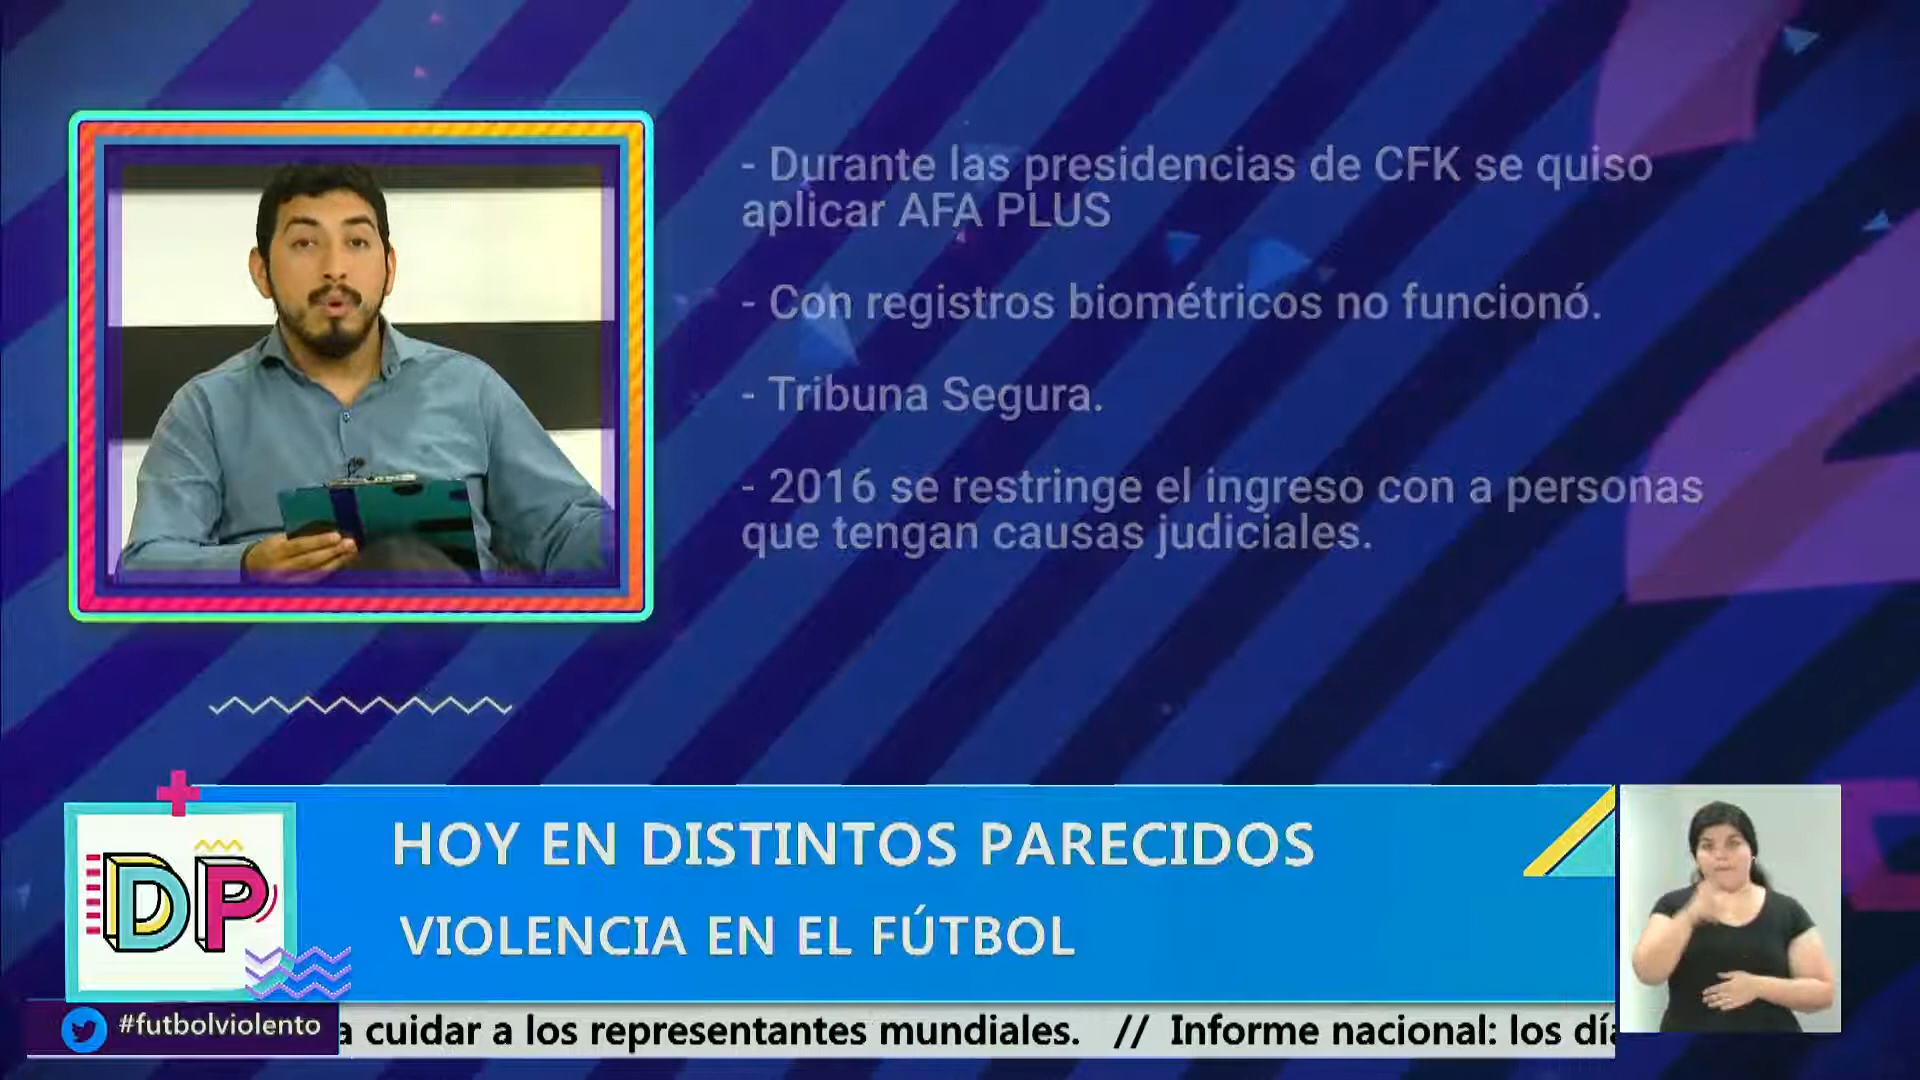 - Durante las presidencias de CFK se quiso
aplicar AFA PLUS
- Con registros biométricos no funcionó.
- Tribuna Segura.
- 2016 se restringe el ingreso con a personas
que tengan causas judiciales.
HOY EN DISTINTOS PARECIDOS
VIOLENCIA EN EL FÚTBOL
DP
#futbolviolento
a cuidar a los representantes mundiales. // Informe nacional: los día